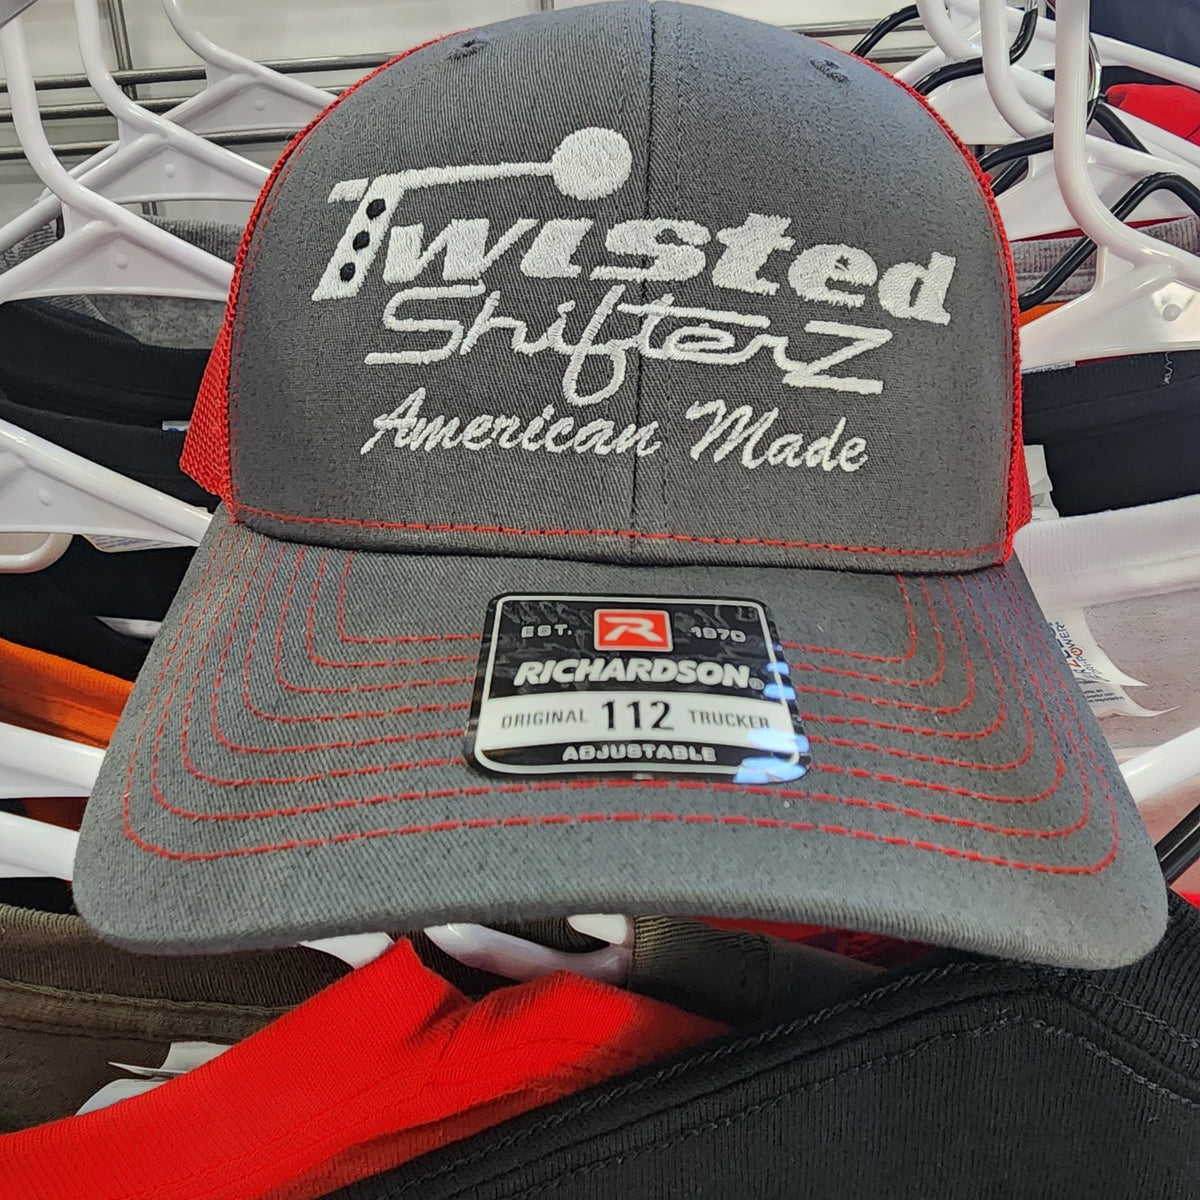 Twisted
ShifterZ
American Made
EST. R 1970
RICHARDSON®
ORIGINAL 112 TRUCKER
ADJUSTABLE